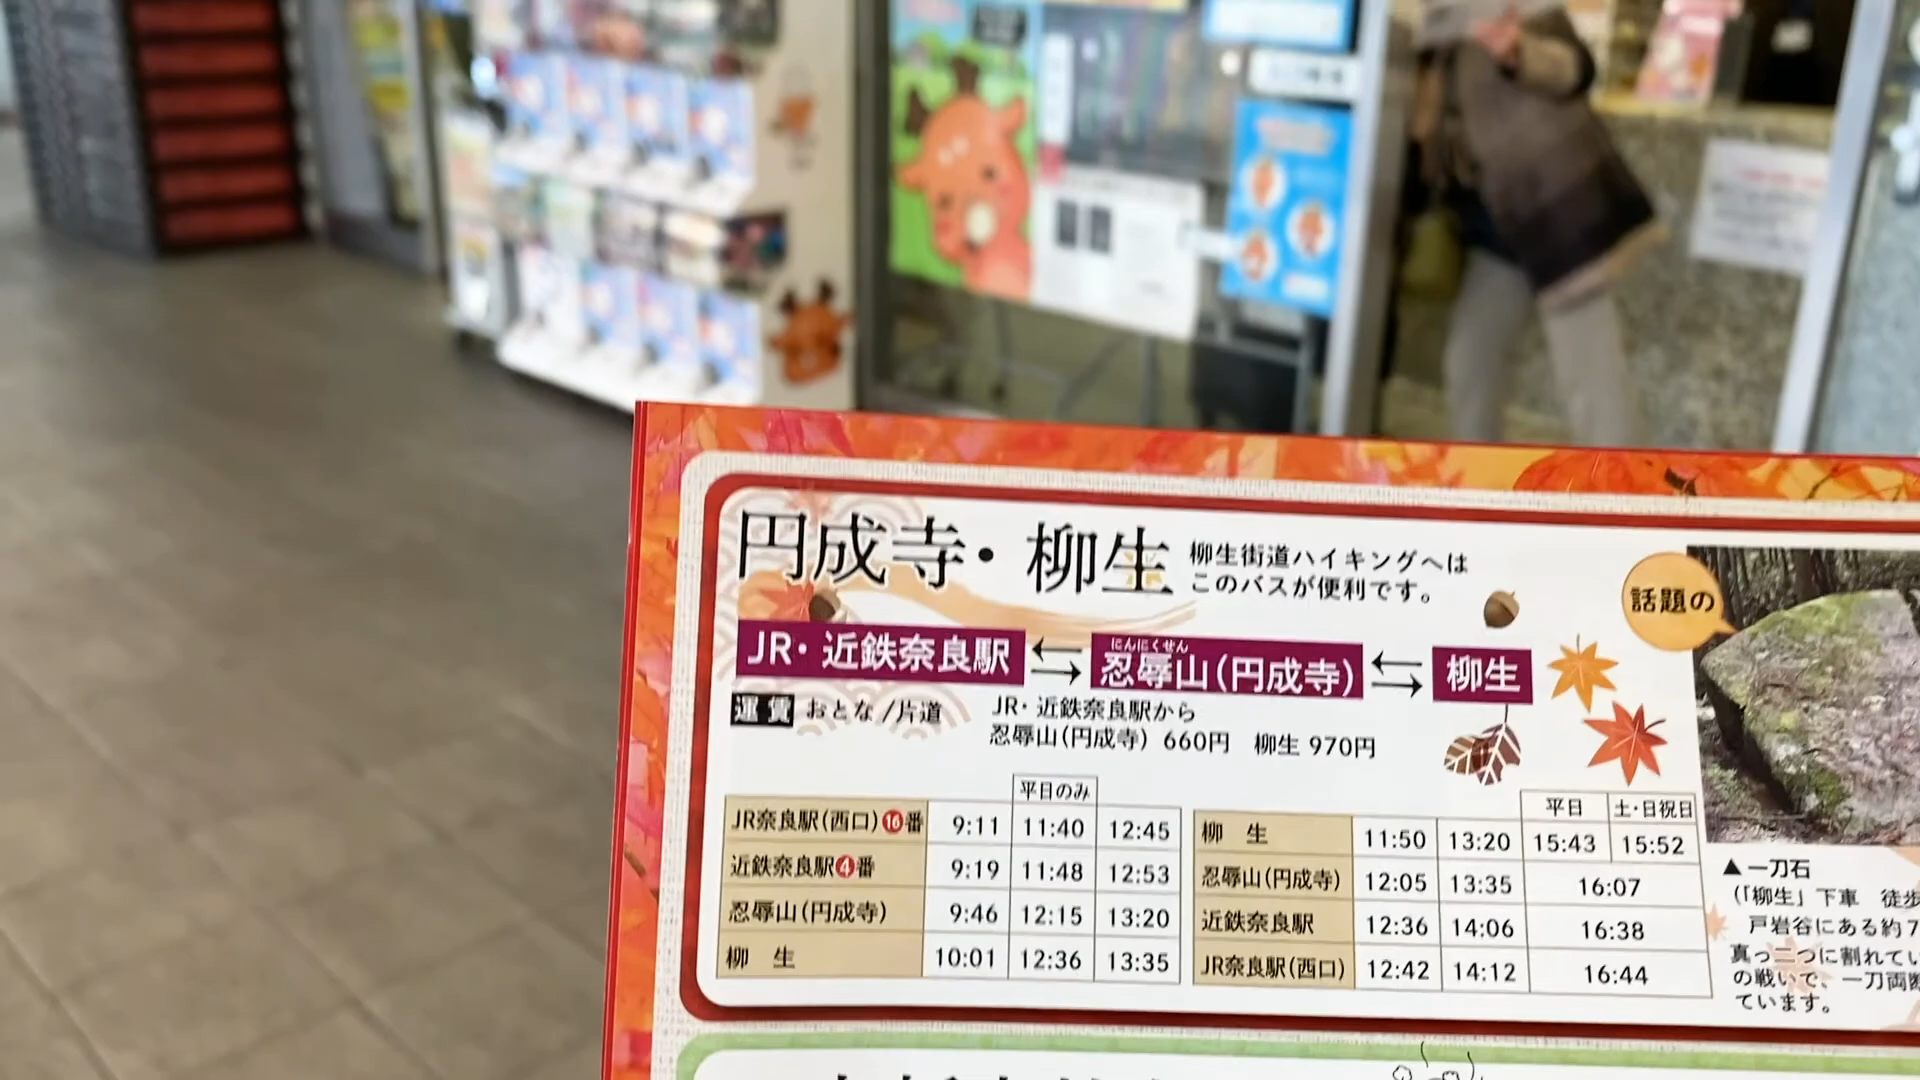 円成寺・柳生
柳生街道ハイキングへは
このバスが便利です。
話題の
JR・近鉄奈良駅
にんにくせん
忍辱山(円成寺)
柳生
運賃 おとな/片道
JR・近鉄奈良駅から
忍辱山(円成寺) 660円 柳生 970円
平日のみ
JR奈良駅(西口)16番 9:11 11:40 12:45
近鉄奈良駅4番 9:19 11:48 12:53
忍辱山(円成寺) 9:46 12:15 13:20
柳 生 10:01 12:36 13:35
平日 土・日祝日
柳 生 11:50 13:20 15:43 15:52
忍辱山(円成寺) 12:05 13:35 16:07
近鉄奈良駅 12:36 14:06 16:38
JR奈良駅(西口) 12:42 14:12 16:44
▲一刀石
(「柳生」下車 徒歩
戸岩谷にある約7
真っ二つに割れてい
の戦いで、一刀両断
ています。